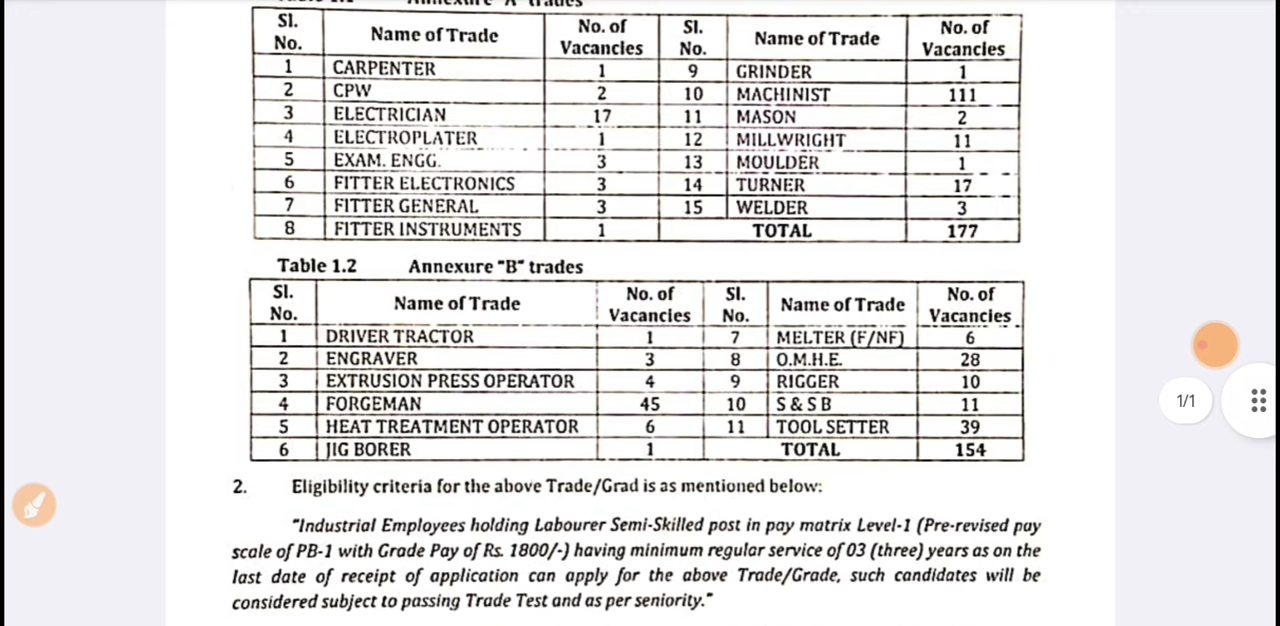 Annexure "A" trades
Sl. No. Name of Trade No. of Vacancies Sl. No. Name of Trade No. of Vacancies
1 CARPENTER 1 9 GRINDER 1
2 CPW 2 10 MACHINIST 111
3 ELECTRICIAN 17 11 MASON 2
4 ELECTROPLATER 1 12 MILLWRIGHT 11
5 EXAM. ENGG. 3 13 MOULDER 1
6 FITTER ELECTRONICS 3 14 TURNER 17
7 FITTER GENERAL 3 15 WELDER 3
8 FITTER INSTRUMENTS 1 TOTAL 177
Table 1.2 Annexure "B" trades
Sl. No. Name of Trade No. of Vacancies Sl. No. Name of Trade No. of Vacancies
1 DRIVER TRACTOR 1 7 MELTER (F/NF) 6
2 ENGRAVER 3 8 O.M.H.E. 28
3 EXTRUSION PRESS OPERATOR 4 9 RIGGER 10
4 FORGEMAN 45 10 S & S B 11
5 HEAT TREATMENT OPERATOR 6 11 TOOL SETTER 39
6 JIG BORER 1 TOTAL 154
2. Eligibility criteria for the above Trade/Grad is as mentioned below:
"Industrial Employees holding Labourer Semi-Skilled post in pay matrix Level-1 (Pre-revised pay
scale of PB-1 with Grade Pay of Rs. 1800/-) having minimum regular service of 03 (three) years as on the
last date of receipt of application can apply for the above Trade/Grade, such candidates will be
considered subject to passing Trade Test and as per seniority."
1/1